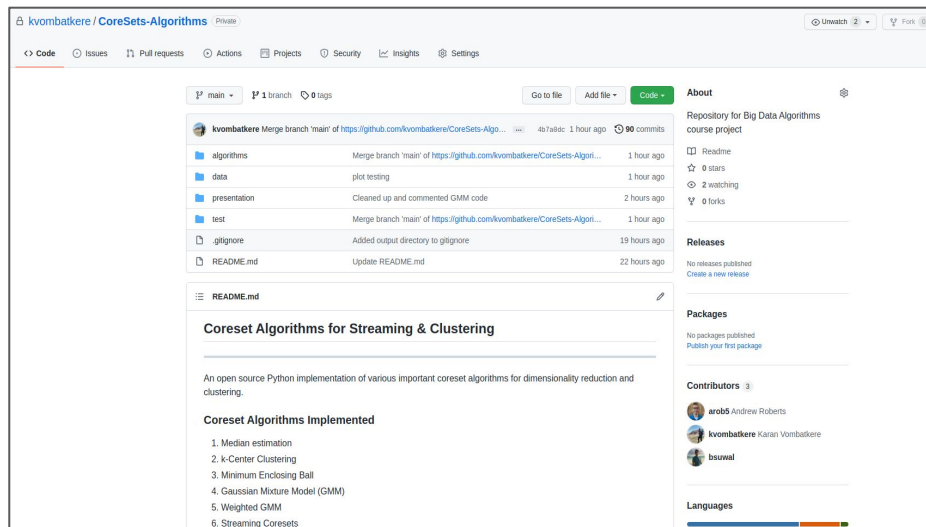 kvombatkere / CoreSets-Algorithms Private
Unwatch 2 Fork 0
Code Issues Pull requests Actions Projects Security Insights Settings
main 1 branch 0 tags Go to file Add file Code
kvombatkere Merge branch 'main' of https://github.com/kvombatkere/CoreSets-Algo... ... 4b7a0dc 1 hour ago 90 commits
algorithms Merge branch 'main' of https://github.com/kvombatkere/CoreSets-Algori... 1 hour ago
data plot testing 1 hour ago
presentation Cleaned up and commented GMM code 2 hours ago
test Merge branch 'main' of https://github.com/kvombatkere/CoreSets-Algori... 1 hour ago
.gitignore Added output directory to gitignore 19 hours ago
README.md Update README.md 22 hours ago
README.md
Coreset Algorithms for Streaming & Clustering
An open source Python implementation of various important coreset algorithms for dimensionality reduction and
clustering.
Coreset Algorithms Implemented
1. Median estimation
2. k-Center Clustering
3. Minimum Enclosing Ball
4. Gaussian Mixture Model (GMM)
5. Weighted GMM
6. Streaming Coresets
About
Repository for Big Data Algorithms
course project
Readme
0 stars
2 watching
0 forks
Releases
No releases published
Create a new release
Packages
No packages published
Publish your first package
Contributors 3
arob5 Andrew Roberts
kvombatkere Karan Vombatkere
bsuwal
Languages